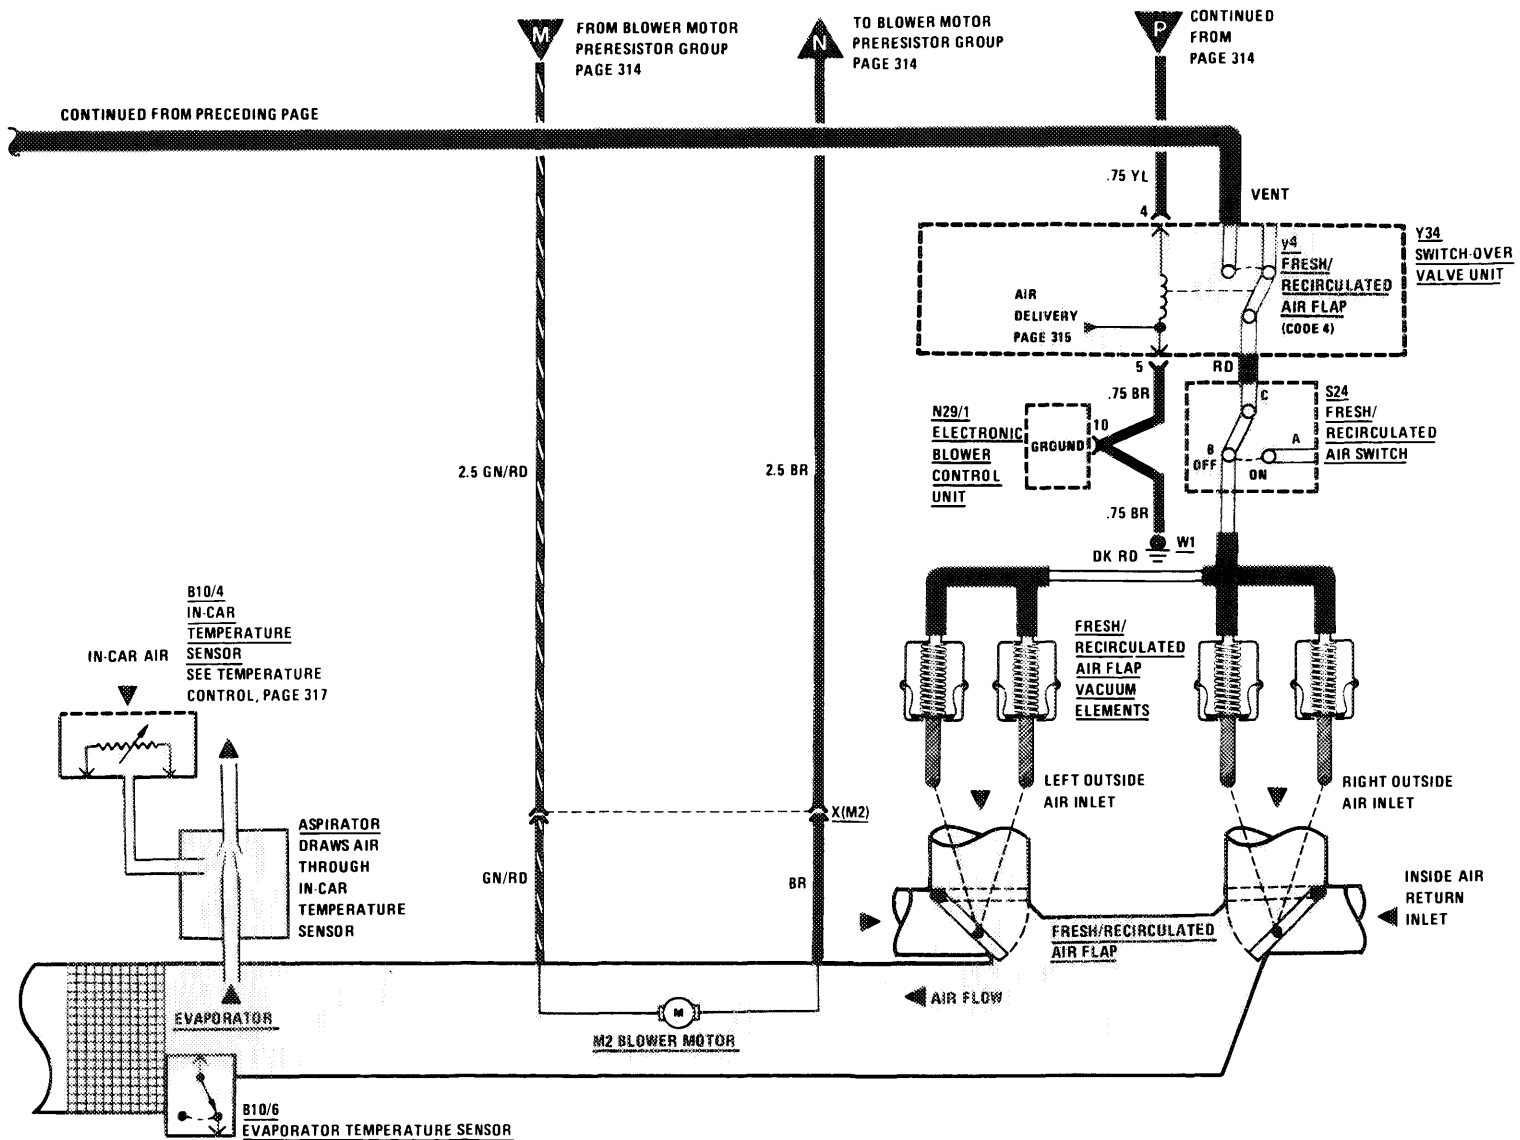 M
FROM BLOWER MOTOR
PRERESISTOR GROUP
PAGE 314
N
TO BLOWER MOTOR
PRERESISTOR GROUP
PAGE 314
P
CONTINUED
FROM
PAGE 314
CONTINUED FROM PRECEDING PAGE
.75 YL
4
VENT
Y34
SWITCH-OVER
VALVE UNIT
y4
FRESH/
RECIRCULATED
AIR FLAP
(CODE 4)
AIR
DELIVERY
PAGE 315
5
RD
.75 BR
N29/1
ELECTRONIC
BLOWER
CONTROL
UNIT
GROUND
10
C
S24
FRESH/
RECIRCULATED
AIR SWITCH
B
OFF
A
ON
2.5 GN/RD
2.5 BR
.75 BR
W1
DK RD
B10/4
IN-CAR
TEMPERATURE
SENSOR
SEE TEMPERATURE
CONTROL, PAGE 317
IN-CAR AIR
FRESH/
RECIRCULATED
AIR FLAP
VACUUM
ELEMENTS
LEFT OUTSIDE
AIR INLET
RIGHT OUTSIDE
AIR INLET
X(M2)
ASPIRATOR
DRAWS AIR
THROUGH
IN-CAR
TEMPERATURE
SENSOR
GN/RD
BR
INSIDE AIR
RETURN
INLET
FRESH/RECIRCULATED
AIR FLAP
AIR FLOW
EVAPORATOR
M
M2 BLOWER MOTOR
B10/6
EVAPORATOR TEMPERATURE SENSOR